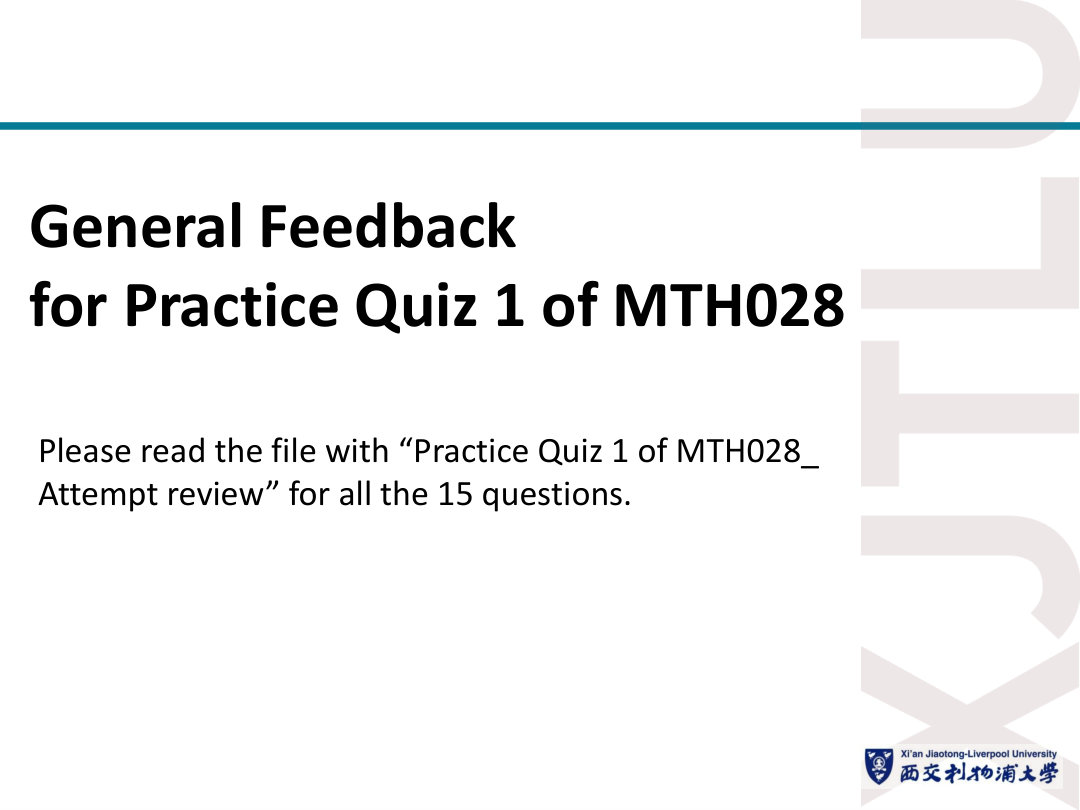 General Feedback
for Practice Quiz 1 of MTH028
Please read the file with “Practice Quiz 1 of MTH028_
Attempt review” for all the 15 questions.
XJTLU
Xi'an Jiaotong-Liverpool University
西交利物浦大學